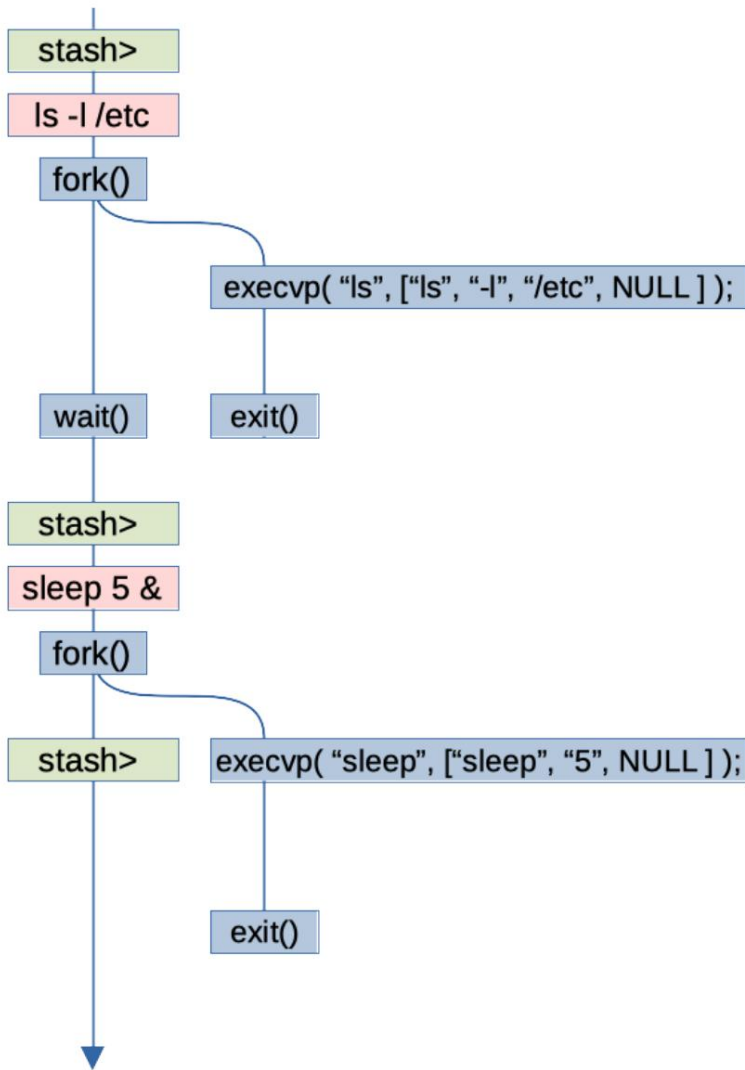 stash>
ls -l /etc
fork()
execvp( “ls”, [“ls”, “-l”, “/etc”, NULL ] );
wait()
exit()
stash>
sleep 5 &
fork()
stash>
execvp( “sleep”, [“sleep”, “5”, NULL ] );
exit()